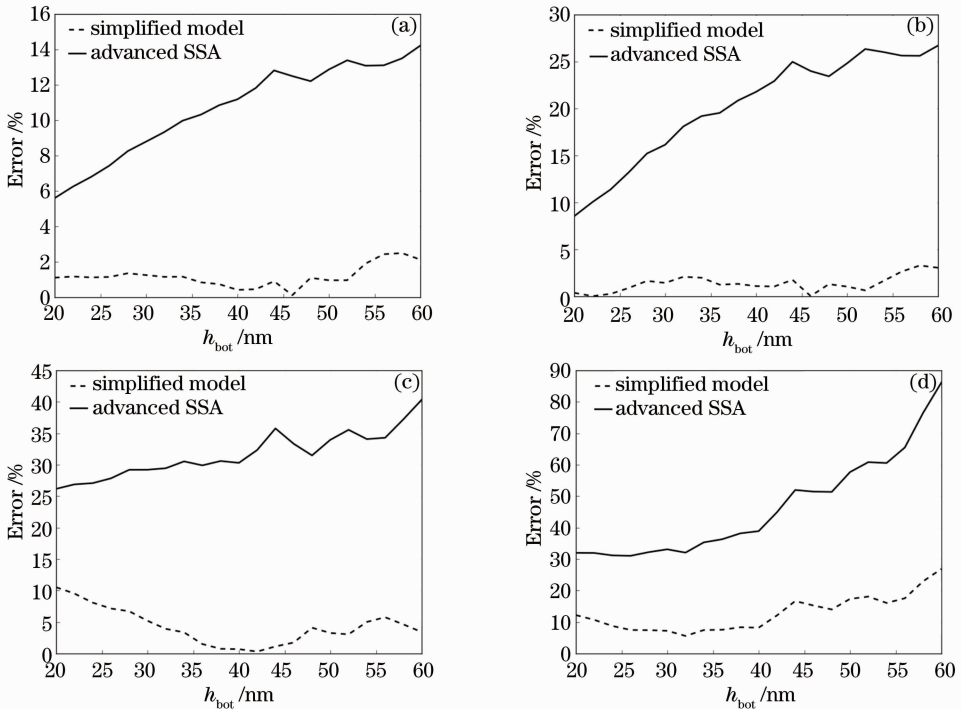 16
14
12
10
8
6
4
2
0
Error /%
simplified model
advanced SSA
(a)
20 25 30 35 40 45 50 55 60
h_bot /nm
30
25
20
15
10
5
0
Error /%
simplified model
advanced SSA
(b)
20 25 30 35 40 45 50 55 60
h_bot /nm
45
40
35
30
25
20
15
10
5
0
Error /%
simplified model
advanced SSA
(c)
20 25 30 35 40 45 50 55 60
h_bot /nm
90
80
70
60
50
40
30
20
10
0
Error /%
simplified model
advanced SSA
(d)
20 25 30 35 40 45 50 55 60
h_bot /nm